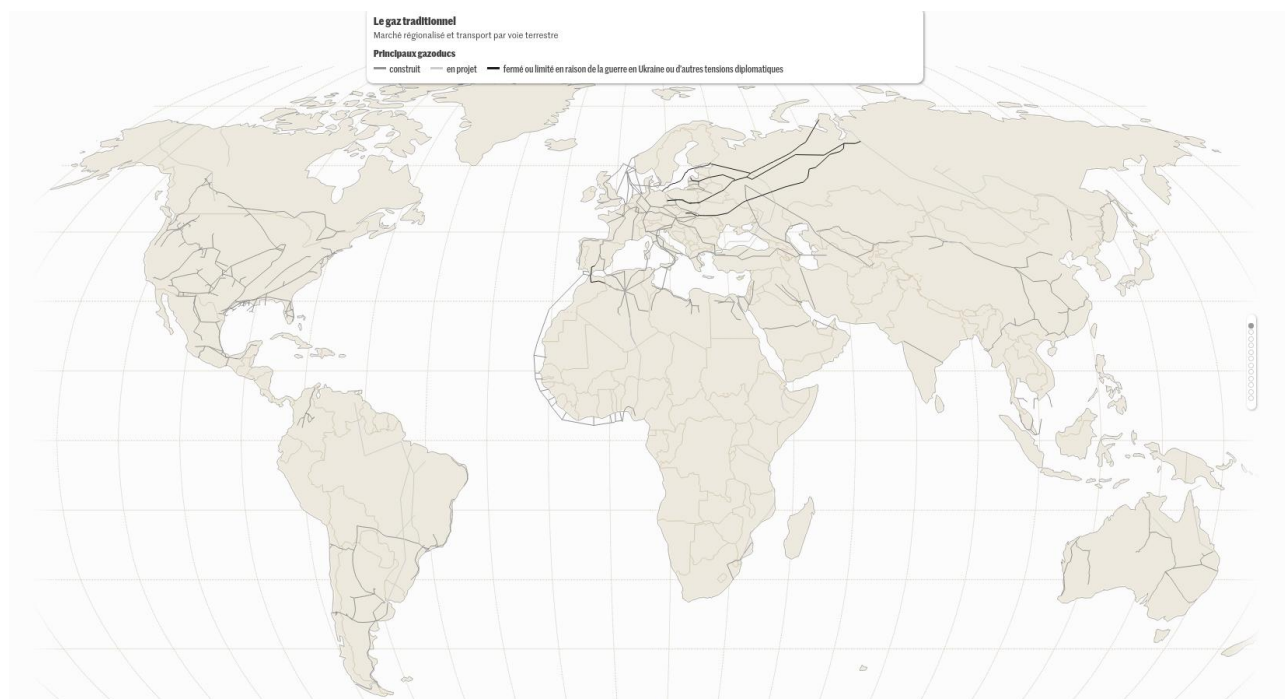 Le gaz traditionnel
Marché régionalisé et transport par voie terrestre
Principaux gazoducs
construit en projet fermé ou limité en raison de la guerre en Ukraine ou d'autres tensions diplomatiques